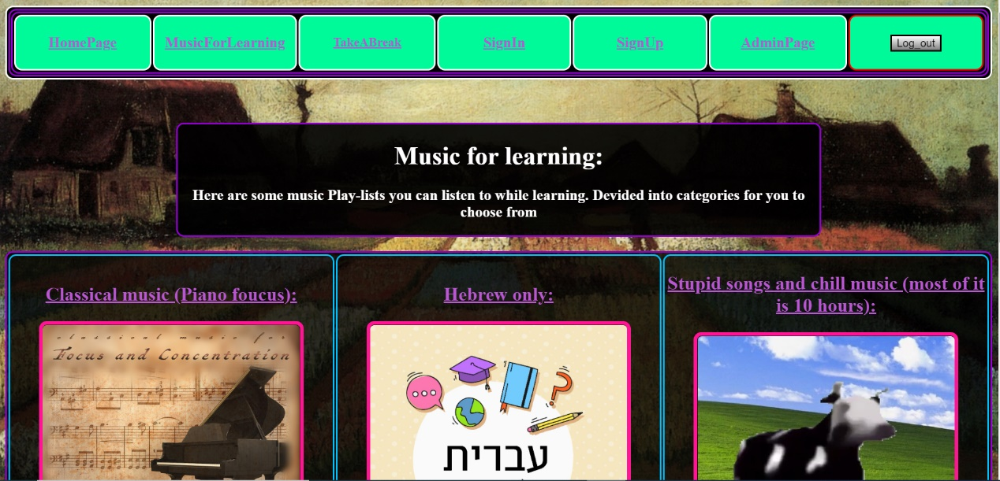 HomePage MusicForLearning TakeABreak SignIn SignUp AdminPage Log_out
Music for learning:
Here are some music Play-lists you can listen to while learning. Devided into categories for you to
choose from
Classical music (Piano foucus):
Hebrew only:
Stupid songs and chill music (most of it
is 10 hours):
classical music for
Focus and Concentration
עברית